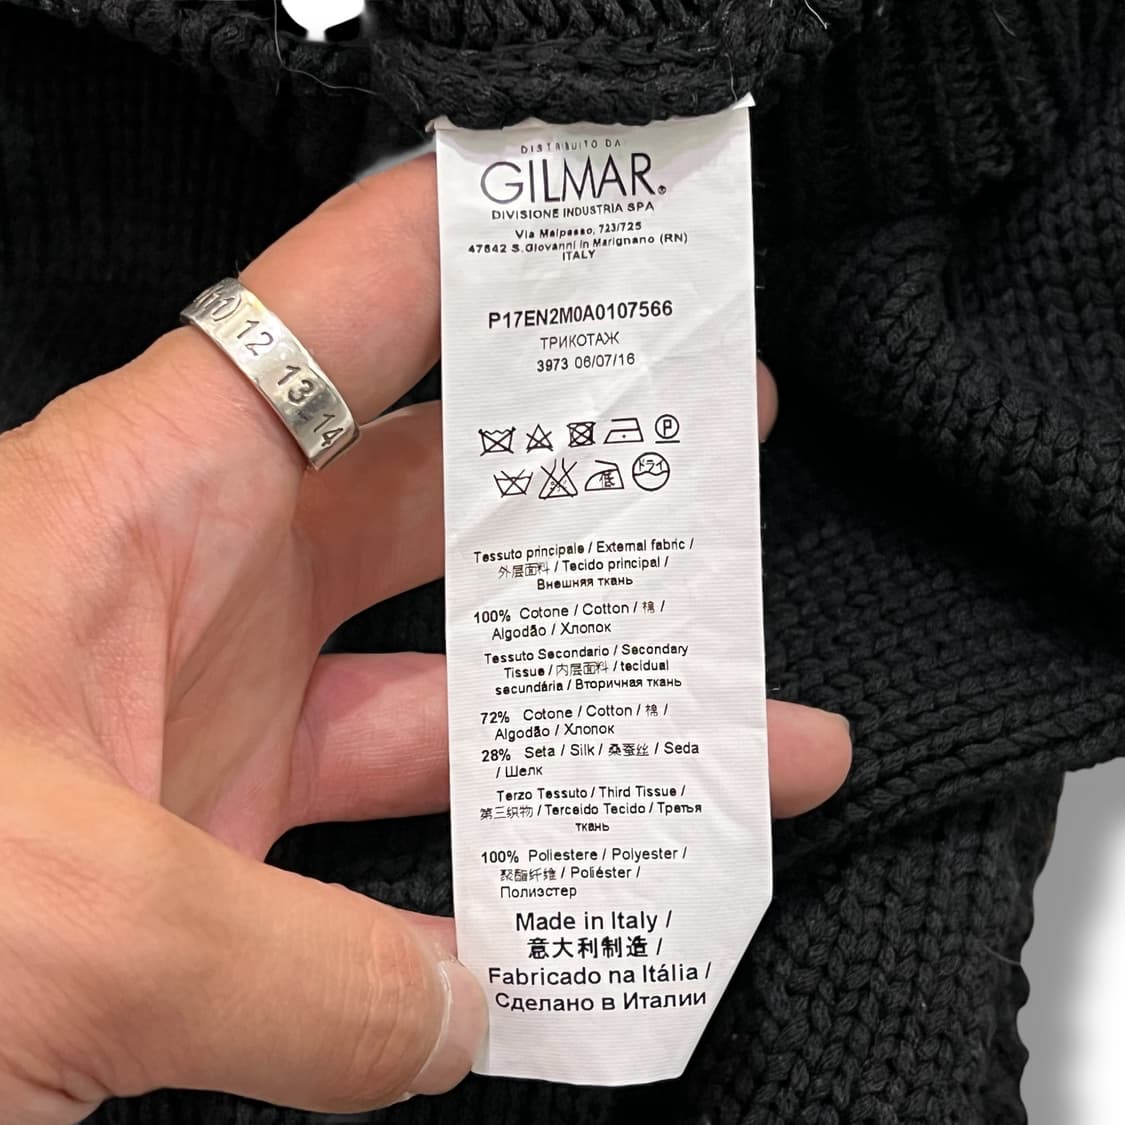 DISTRIBUITO DA
GILMAR®
DIVISIONE INDUSTRIA SPA
Via Malpasso, 723/725
47842 S.Giovanni in Marignano (RN)
ITALY
P17EN2M0A0107566
ТРИКОТАЖ
3973 06/07/16
P
低 ドライ
Tessuto principale / External fabric /
外层面料 / Tecido principal /
Внешняя ткань
100% Cotone / Cotton / 棉 /
Algodão / Хлопок
Tessuto Secondario / Secondary
Tissue / 内层面料 / tecidual
secundária / Вторичная ткань
72% Cotone / Cotton / 棉 /
Algodão / Хлопок
28% Seta / Silk / 桑蚕丝 / Seda
/ Шелк
Terzo Tessuto / Third Tissue /
第三织物 / Terceido Tecido / Третья
ткань
100% Poliestere / Polyester /
聚酯纤维 / Poliéster /
Полиэстер
Made in Italy /
意大利制造 /
Fabricado na Itália /
Сделано в Италии
(11) 12 13 14